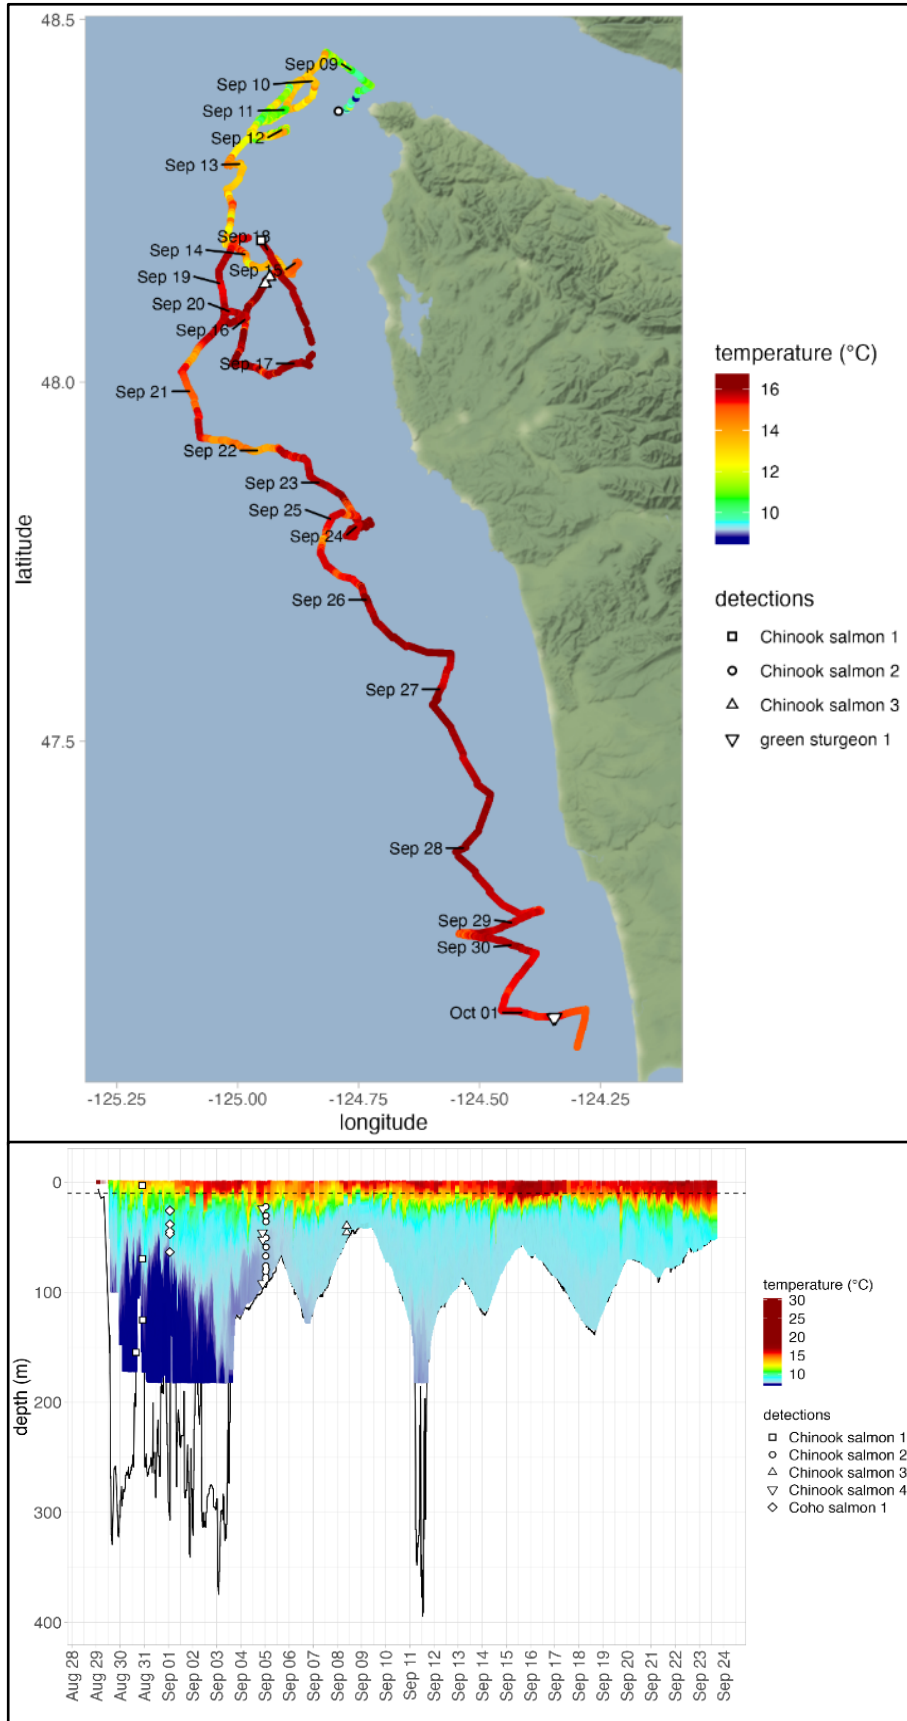 48.5
Sep 09
Sep 10
Sep 11
Sep 12
Sep 13
Sep 18
Sep 14
Sep 15
Sep 19
Sep 20
Sep 16
Sep 17
48.0
Sep 21
Sep 22
Sep 23
Sep 25
Sep 24
latitude
Sep 26
Sep 27
47.5
Sep 28
Sep 29
Sep 30
Oct 01
-125.25 -125.00 -124.75 -124.50 -124.25
longitude
temperature (°C)
16
14
12
10
detections
Chinook salmon 1
Chinook salmon 2
Chinook salmon 3
green sturgeon 1
0
100
200
300
400
depth (m)
Aug 28 Aug 29 Aug 30 Aug 31 Sep 01 Sep 02 Sep 04 Sep 05 Sep 06 Sep 07 Sep 08 Sep 10 Sep 11 Sep 12 Sep 13 Sep 14 Sep 15 Sep 17 Sep 18 Sep 19 Sep 20 Sep 21 Sep 22 Sep 23 Sep 24
temperature (°C)
30
25
20
15
10
detections
Chinook salmon 1
Chinook salmon 2
Chinook salmon 3
Chinook salmon 4
Coho salmon 1